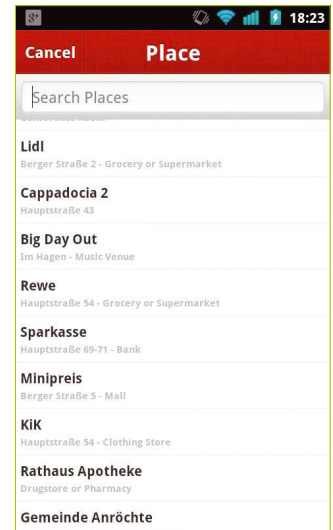 8+ 18:23
Cancel Place
Search Places
Lidl
Berger Straße 2 - Grocery or Supermarket
Cappadocia 2
Hauptstraße 43
Big Day Out
Im Hagen - Music Venue
Rewe
Hauptstraße 54 - Grocery or Supermarket
Sparkasse
Hauptstraße 69-71 - Bank
Minipreis
Berger Straße 5 - Mall
KiK
Hauptstraße 54 - Clothing Store
Rathaus Apotheke
Drugstore or Pharmacy
Gemeinde Anröchte